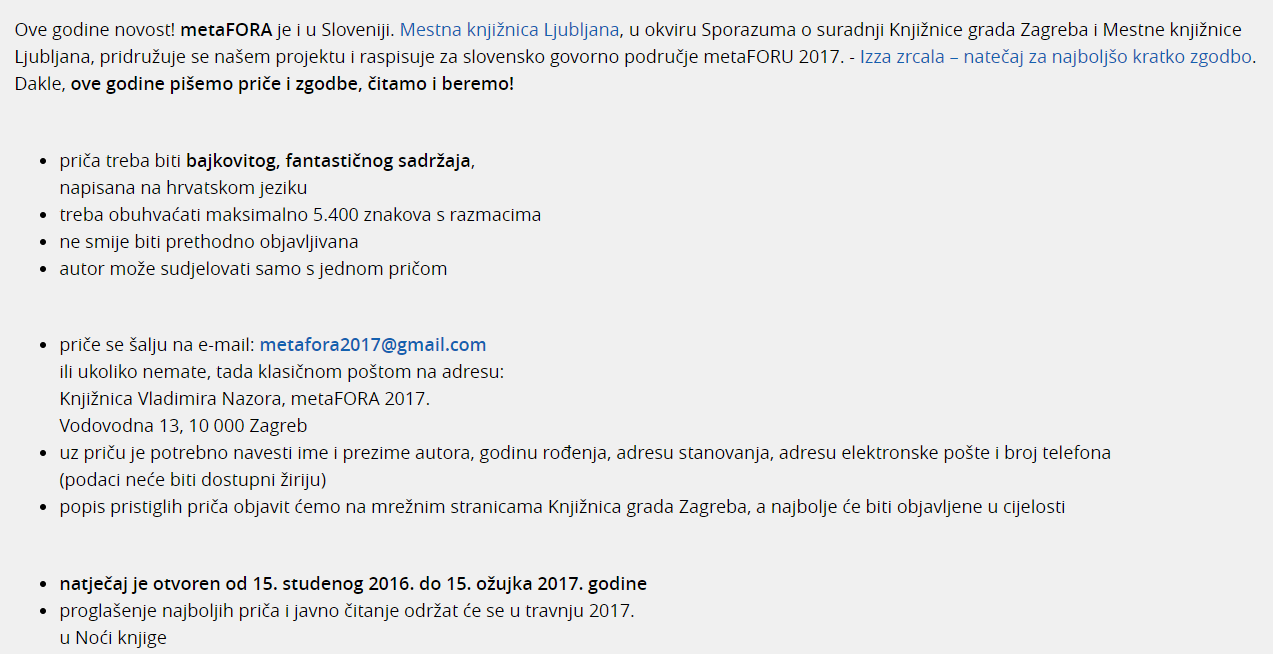 Ove godine novost! metaFORA je i u Sloveniji. Mestna knjižnica Ljubljana, u okviru Sporazuma o suradnji Knjižnice grada Zagreba i Mestne knjižnice
Ljubljana, pridružuje se našem projektu i raspisuje za slovensko govorno područje metaFORU 2017. - Izza zrcala – natečaj za najboljšo kratko zgodbo.
Dakle, ove godine pišemo priče i zgodbe, čitamo i beremo!
• priča treba biti bajkovitog, fantastičnog sadržaja,
napisana na hrvatskom jeziku
• treba obuhvaćati maksimalno 5.400 znakova s razmacima
• ne smije biti prethodno objavljivana
• autor može sudjelovati samo s jednom pričom
• priče se šalju na e-mail: metafora2017@gmail.com
ili ukoliko nemate, tada klasičnom poštom na adresu:
Knjižnica Vladimira Nazora, metaFORA 2017.
Vodovodna 13, 10 000 Zagreb
• uz priču je potrebno navesti ime i prezime autora, godinu rođenja, adresu stanovanja, adresu elektronske pošte i broj telefona
(podaci neće biti dostupni žiriju)
• popis pristiglih priča objavit ćemo na mrežnim stranicama Knjižnica grada Zagreba, a najbolje će biti objavljene u cijelosti
• natječaj je otvoren od 15. studenog 2016. do 15. ožujka 2017. godine
• proglašenje najboljih priča i javno čitanje održat će se u travnju 2017.
u Noći knjige